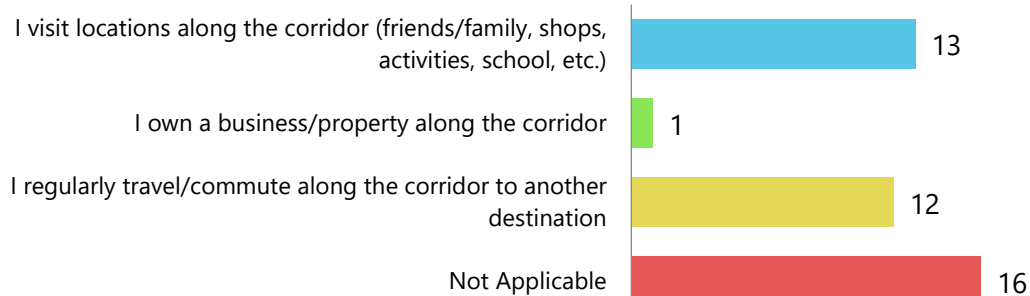 I visit locations along the corridor (friends/family, shops,
activities, school, etc.)
13
I own a business/property along the corridor
1
I regularly travel/commute along the corridor to another
destination
12
Not Applicable
16